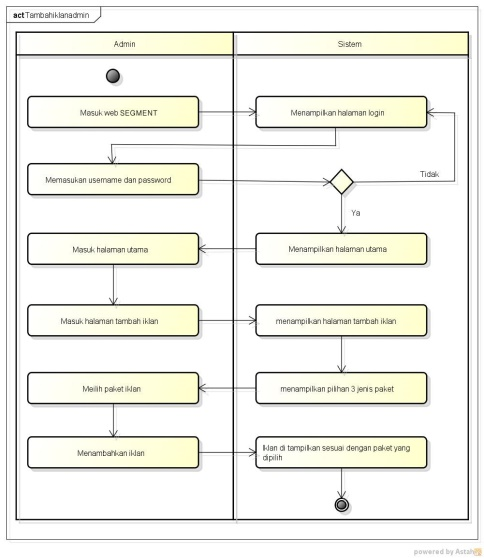 act Tambahiklanadmin
Admin
Sistem
Masuk web SEGMENT
Menampilkan halaman login
Memasukan username dan password
Tidak
Ya
Masuk halaman utama
Menampilkan halaman utama
Masuk halaman tambah iklan
menampilkan halaman tambah iklan
Meilih paket iklan
menampilkan pilihan 3 jenis paket
Menambahkan iklan
Iklan di tampilkan sesuai dengan paket yang
dipilih
powered by Astah